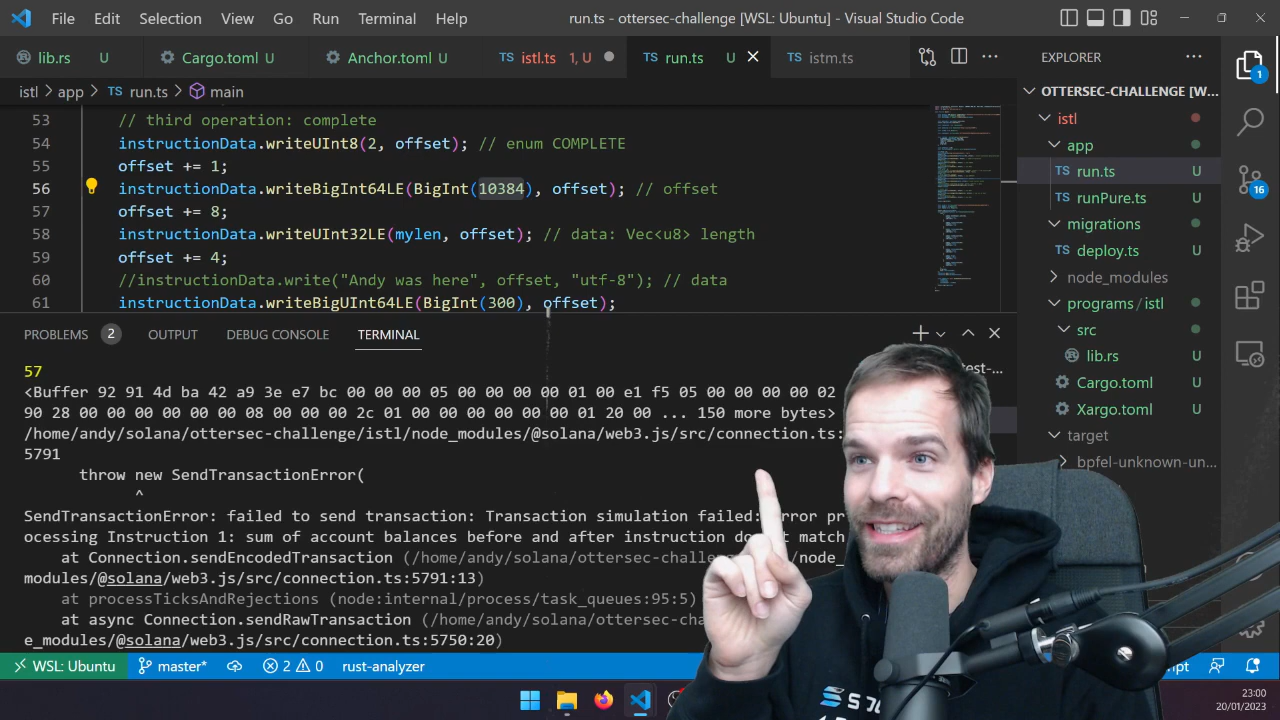 File Edit Selection View Go Run Terminal Help run.ts - ottersec-challenge [WSL: Ubuntu] - Visual Studio Code
lib.rs U Cargo.toml U Anchor.toml U istl.ts 1, U run.ts U istm.ts
istl > app > TS run.ts > main
53 // third operation: complete
54 instructionData.writeUInt8(2, offset); // enum COMPLETE
55 offset += 1;
56 instructionData.writeBigInt64LE(BigInt(10384), offset); // offset
57 offset += 8;
58 instructionData.writeUInt32LE(mylen, offset); // data: Vec<u8> length
59 offset += 4;
60 //instructionData.write("Andy was here", offset, "utf-8"); // data
61 instructionData.writeBigUInt64LE(BigInt(300), offset);
PROBLEMS 2 OUTPUT DEBUG CONSOLE TERMINAL
57
<Buffer 92 91 4d ba 42 a9 3e e7 bc 00 00 00 05 00 00 00 00 01 00 e1 f5 05 00 00 00 00 02
90 28 00 00 00 00 00 00 08 00 00 00 2c 01 00 00 00 00 00 00 01 20 00 ... 150 more bytes>
/home/andy/solana/ottersec-challenge/istl/node_modules/@solana/web3.js/src/connection.ts:
5791
throw new SendTransactionError(
^
SendTransactionError: failed to send transaction: Transaction simulation failed: Error pr
ocessing Instruction 1: sum of account balances before and after instruction do not match
at Connection.sendEncodedTransaction (/home/andy/solana/ottersec-challeng /node_
modules/@solana/web3.js/src/connection.ts:5791:13)
at processTicksAndRejections (node:internal/process/task_queues:95:5)
at async Connection.sendRawTransaction (/home/andy/solana/ottersec-cha
e_modules/@solana/web3.js/src/connection.ts:5750:20)
EXPLORER
OTTERSEC-CHALLENGE [W...
istl
app
TS run.ts U
TS runPure.ts U
migrations
TS deploy.ts U
node_modules
programs/istl
src
lib.rs U
Cargo.toml U
Xargo.toml U
target
bpfel-unknown-un...
1
16
WSL: Ubuntu master* 2 0 rust-analyzer
23:00
20/01/2023